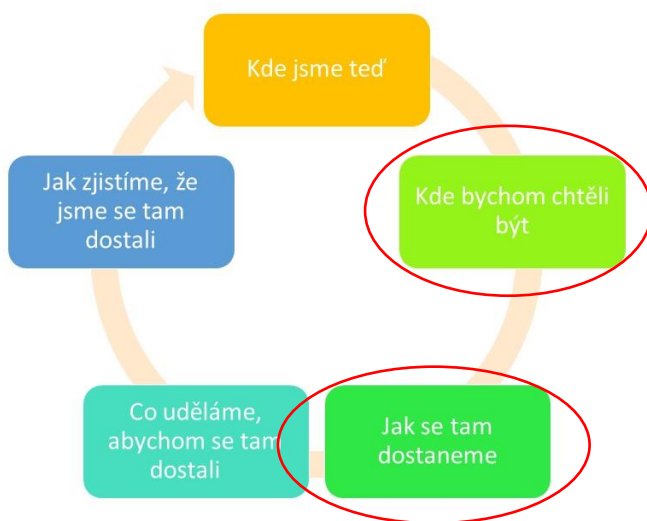 Kde jsme teď
Kde bychom chtěli
být
Jak se tam
dostaneme
Co uděláme,
abychom se tam
dostali
Jak zjistíme, že
jsme se tam
dostali